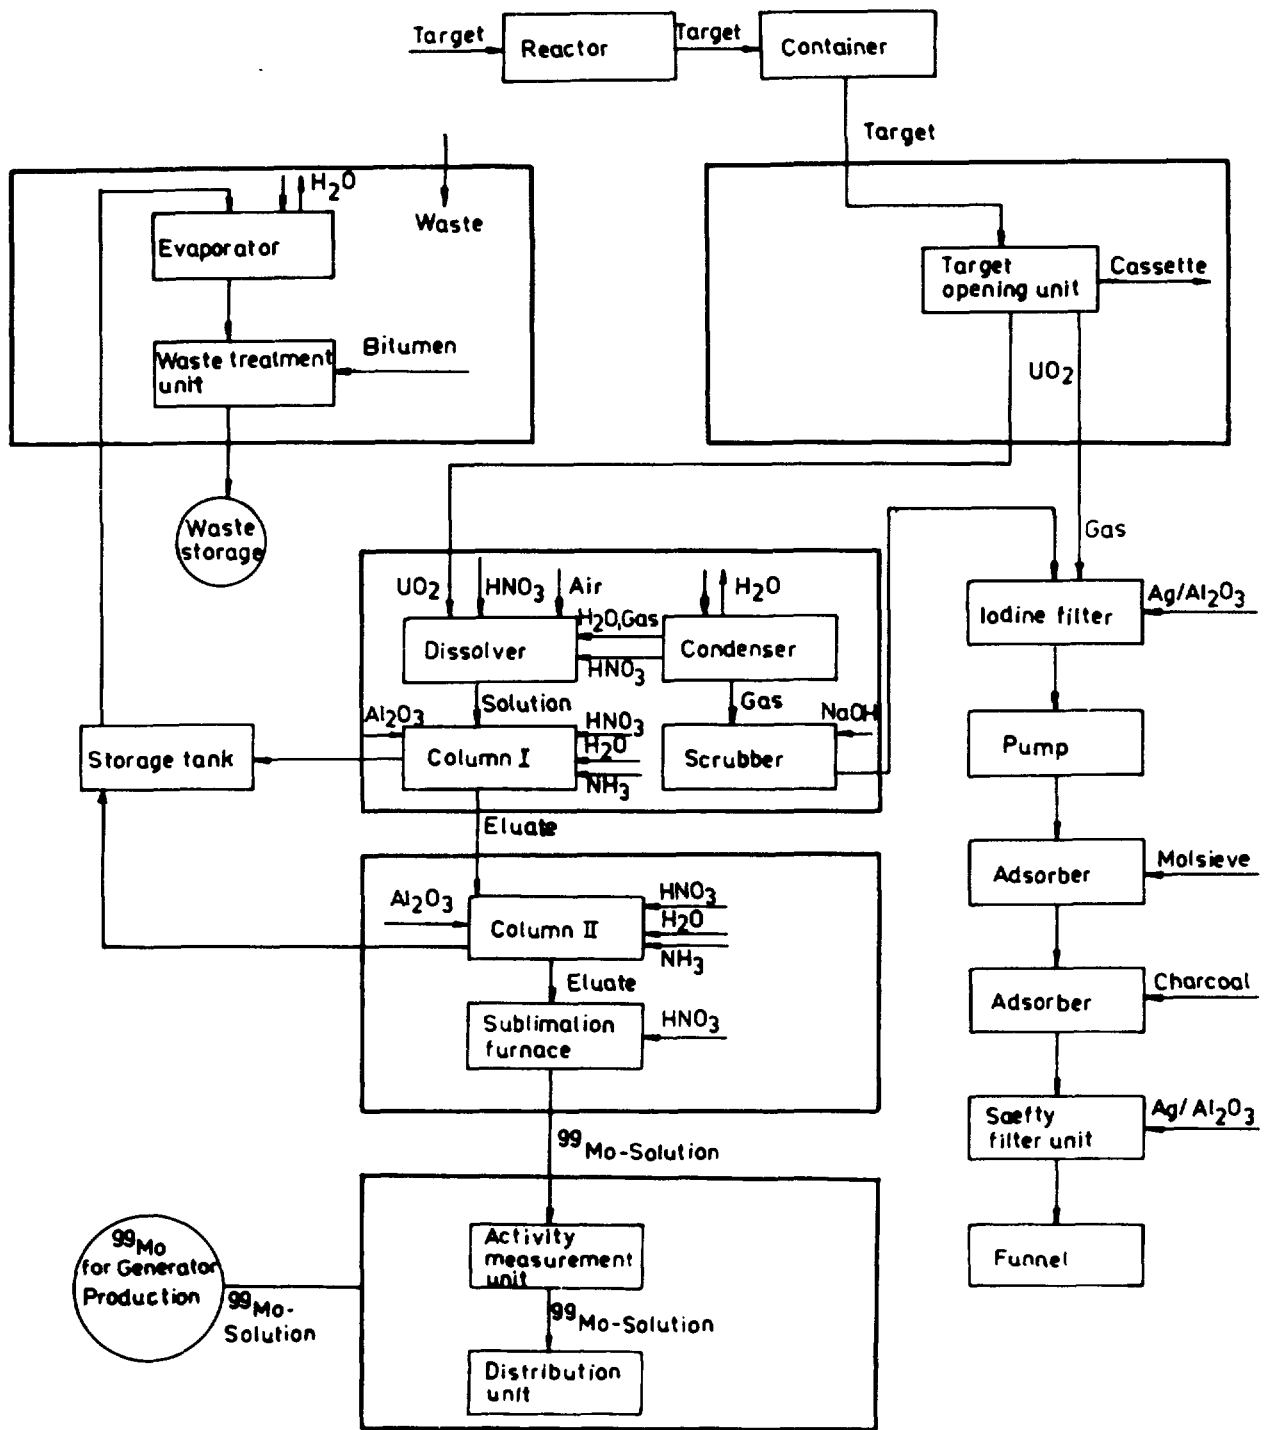 Target
Reactor
Target
Container
Target
H₂O
Waste
Evaporator
Target
opening unit
Cassette
Waste treatment
unit
Bitumen
UO₂
Waste
storage
Gas
UO₂
HNO₃
Air
H₂O
H₂O,Gas
Dissolver
HNO₃
Condenser
Iodine filter
Ag/Al₂O₃
Solution
Gas
Al₂O₃
HNO₃
NaOH
Storage tank
Column I
H₂O
NH₃
Scrubber
Pump
Eluate
Adsorber
Molsieve
Al₂O₃
HNO₃
Column II
H₂O
NH₃
Eluate
Adsorber
Charcoal
Sublimation
furnace
HNO₃
Saefty
filter unit
Ag/Al₂O₃
⁹⁹Mo-Solution
⁹⁹Mo
for Generator
Production
⁹⁹Mo-
Solution
Activity
measurement
unit
Funnel
⁹⁹Mo-Solution
Distribution
unit